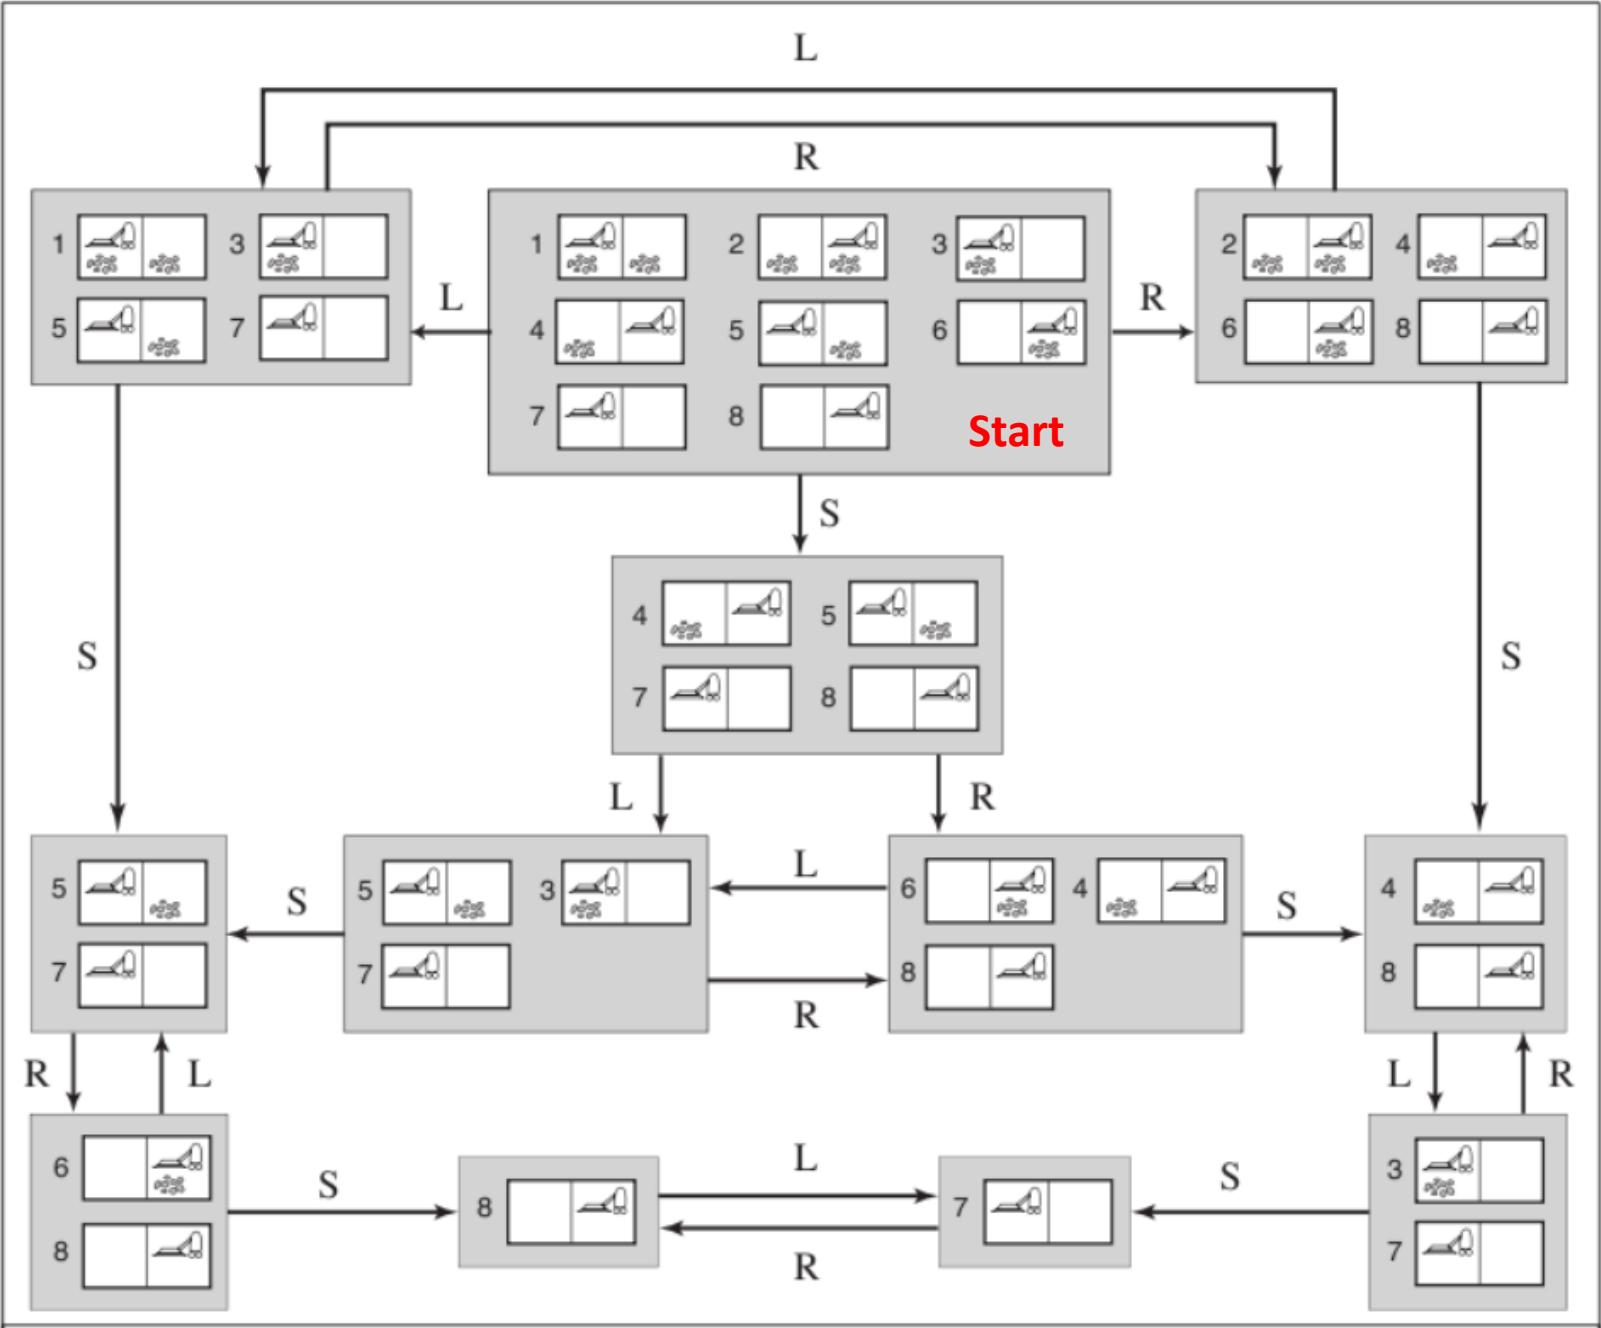 L
R
1 3 1 2 3 2 4
L R
5 7 4 5 6 6 8
7 8 Start
S
4 5
S S
7 8
L R
L
5 5 3 6 4 4
S S
7 7 8 8
R
R L L R
6 L 3
S 8 7 S
8 R 7